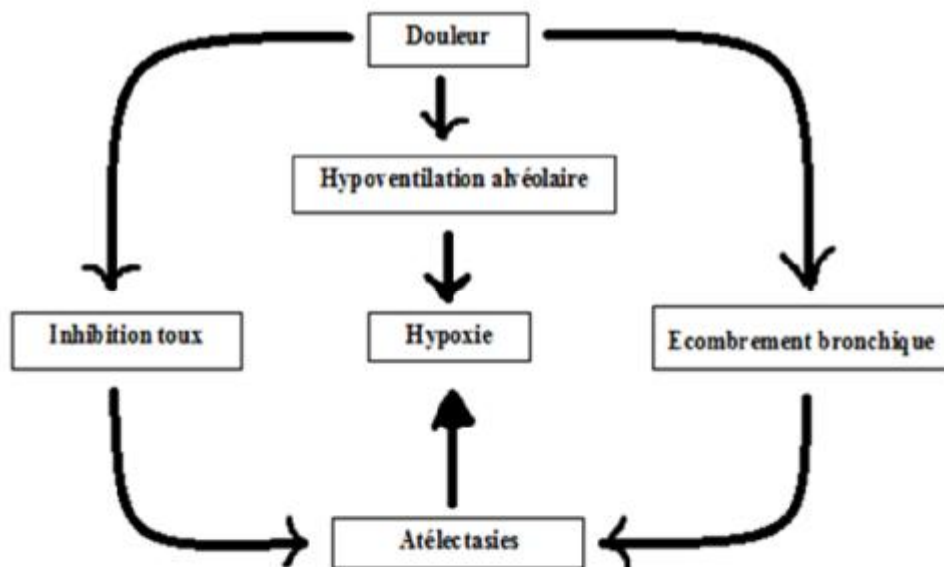 Douleur
Hypoventilation alvéolaire
Inhibition toux
Hypoxie
Ecombrement bronchique
Atélectasies